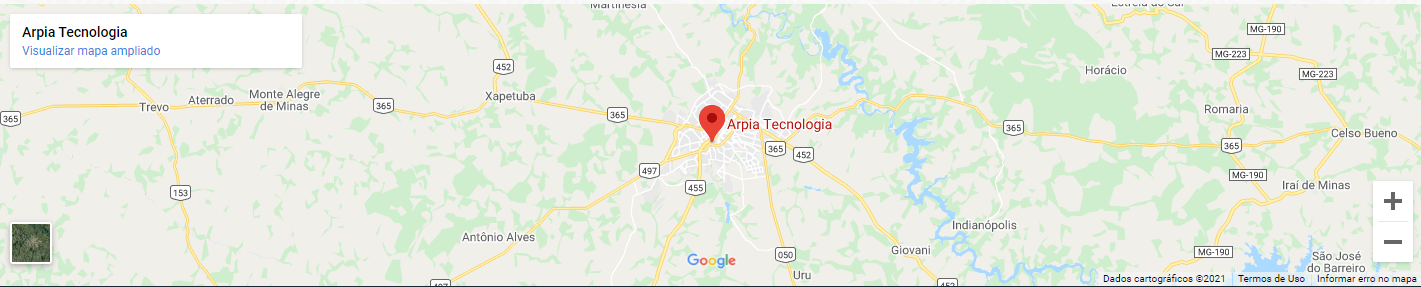 Martinésia
Estrela do Sul
Arpia Tecnologia
Visualizar mapa ampliado
MG-190
MG-223
452
Horácio
MG-223
Monte Alegre
de Minas
Xapetuba
Aterrado
Trevo
365
365
365
Romaria
Arpia Tecnologia
365
Celso Bueno
365
452
365
497
MG-190
455
153
Iraí de Minas
Indianópolis
Antônio Alves
Giovani
MG-190
050
São José
do Barreiro
Google
Uru
Dados cartográficos ©2021
Termos de Uso
Informar erro no mapa
497
452